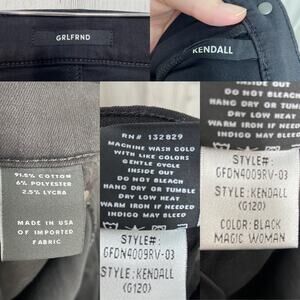 GRLFRND
KENDALL
91.5% COTTON
6% POLYESTER
2.5% LYCRA
MADE IN USA
OF IMPORTED
FABRIC
RN# 132829
MACHINE WASH COLD
WITH LIKE COLORS
GENTLE CYCLE
INSIDE OUT
DO NOT BLEACH
HANG DRY OR TUMBLE
DRY LOW HEAT
WARM IRON IF NEEDED
INDIGO MAY BLEED
STYLE#:
GFDN4009RV-03
STYLE: KENDALL
(G120)
INSIDE OUT
DO NOT BLEACH
HANG DRY OR TUMBLE
DRY LOW HEAT
WARM IRON IF NEEDED
INDIGO MAY BLEED
STYLE#:
GFDN4009RV-03
STYLE: KENDALL
(G120)
COLOR: BLACK
MAGIC WOMAN